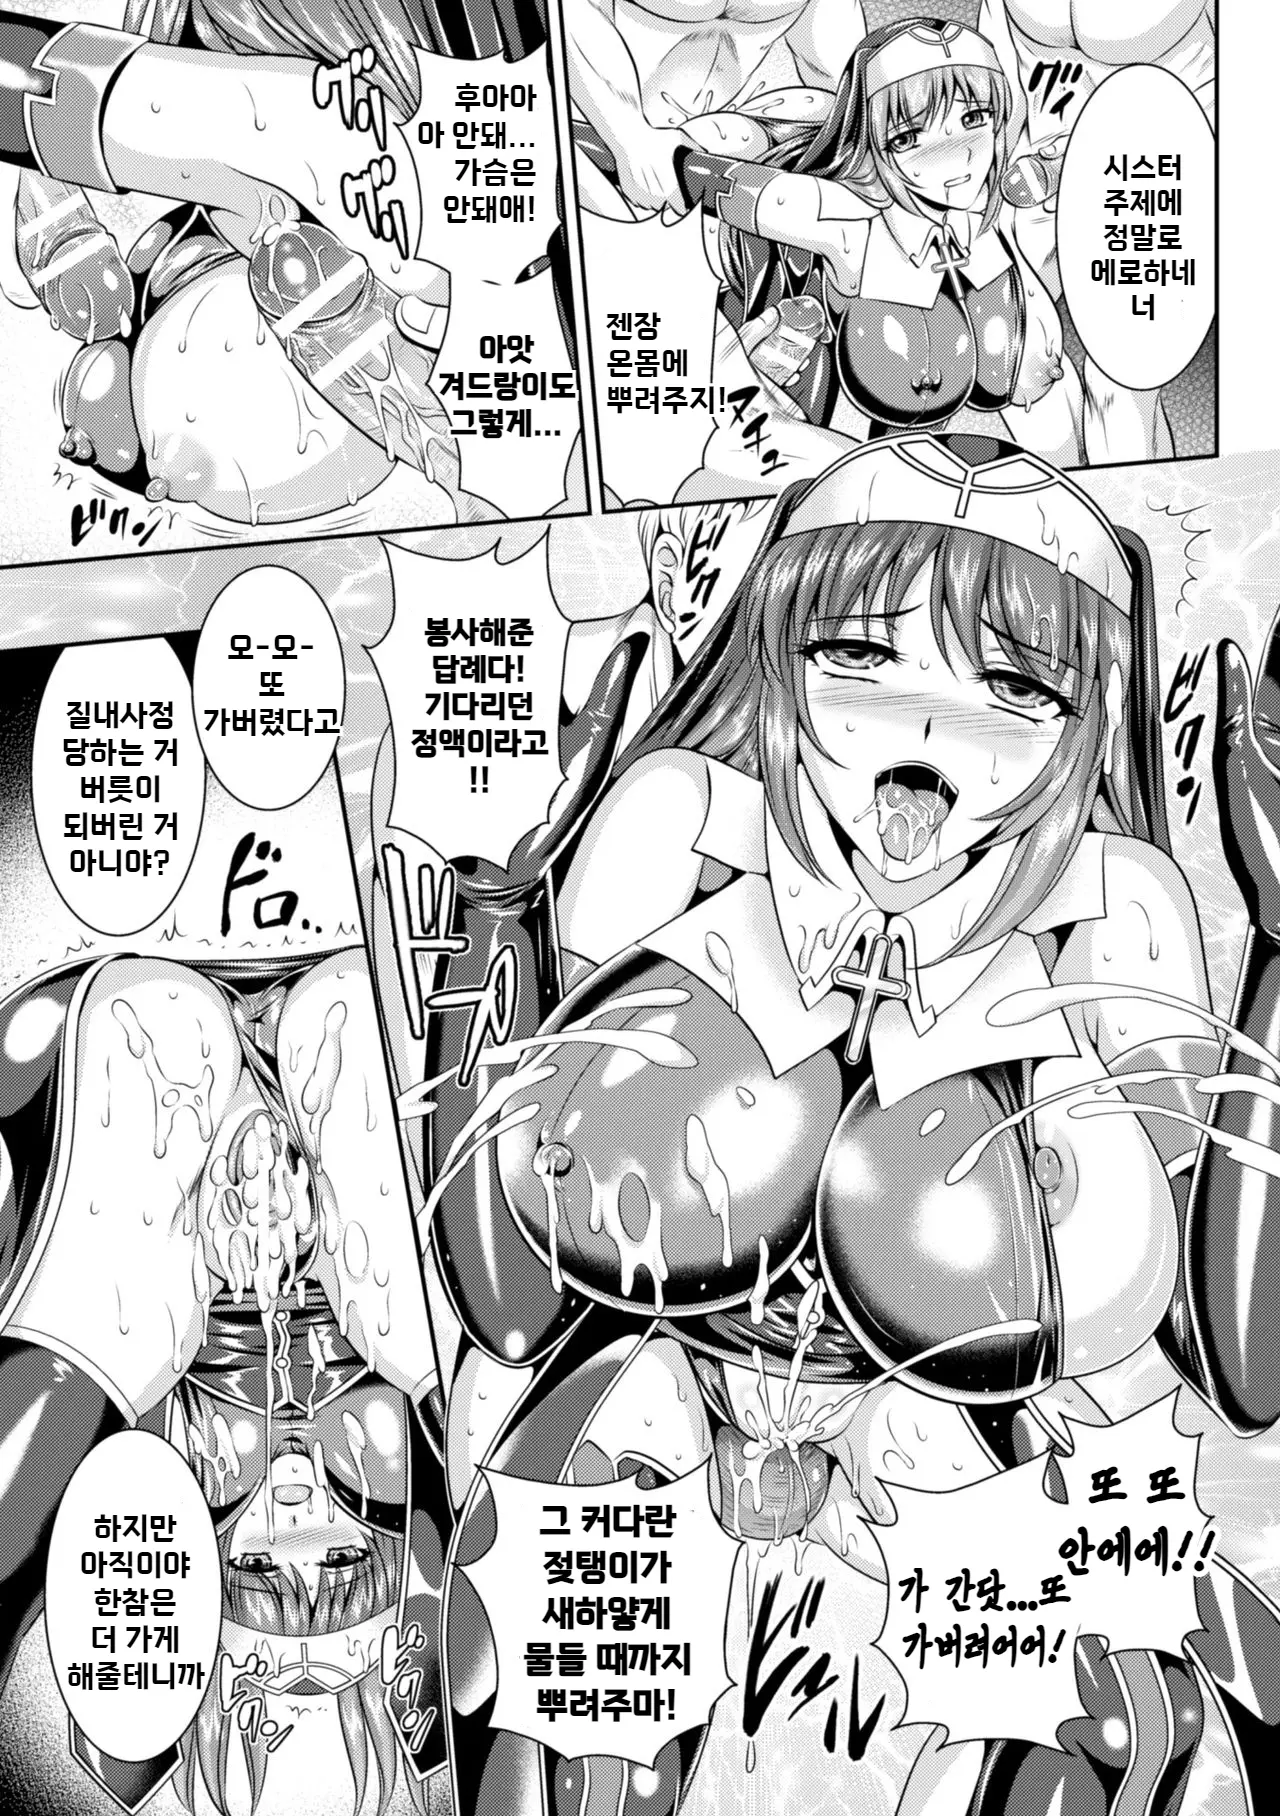 시스터
주제에
정말로
에로하네
너
젠장
온몸에
뿌려주지!
후아아
아 안돼...
가슴은
안돼애!
아앗
겨드랑이도
그렇게...
봉사해준
답례다!
기다리던
정액이라고
!!
또 또
안에에!!
가 간닷...또
가버려어어!
그 커다란
젖탱이가
새하얗게
물들 때까지
뿌려주마!
오-오-
또
가버렸다고
질내사정
당하는 거
버릇이
되버린 거
아니야?
하지만
아직이야
한참은
더 가게
해줄테니까